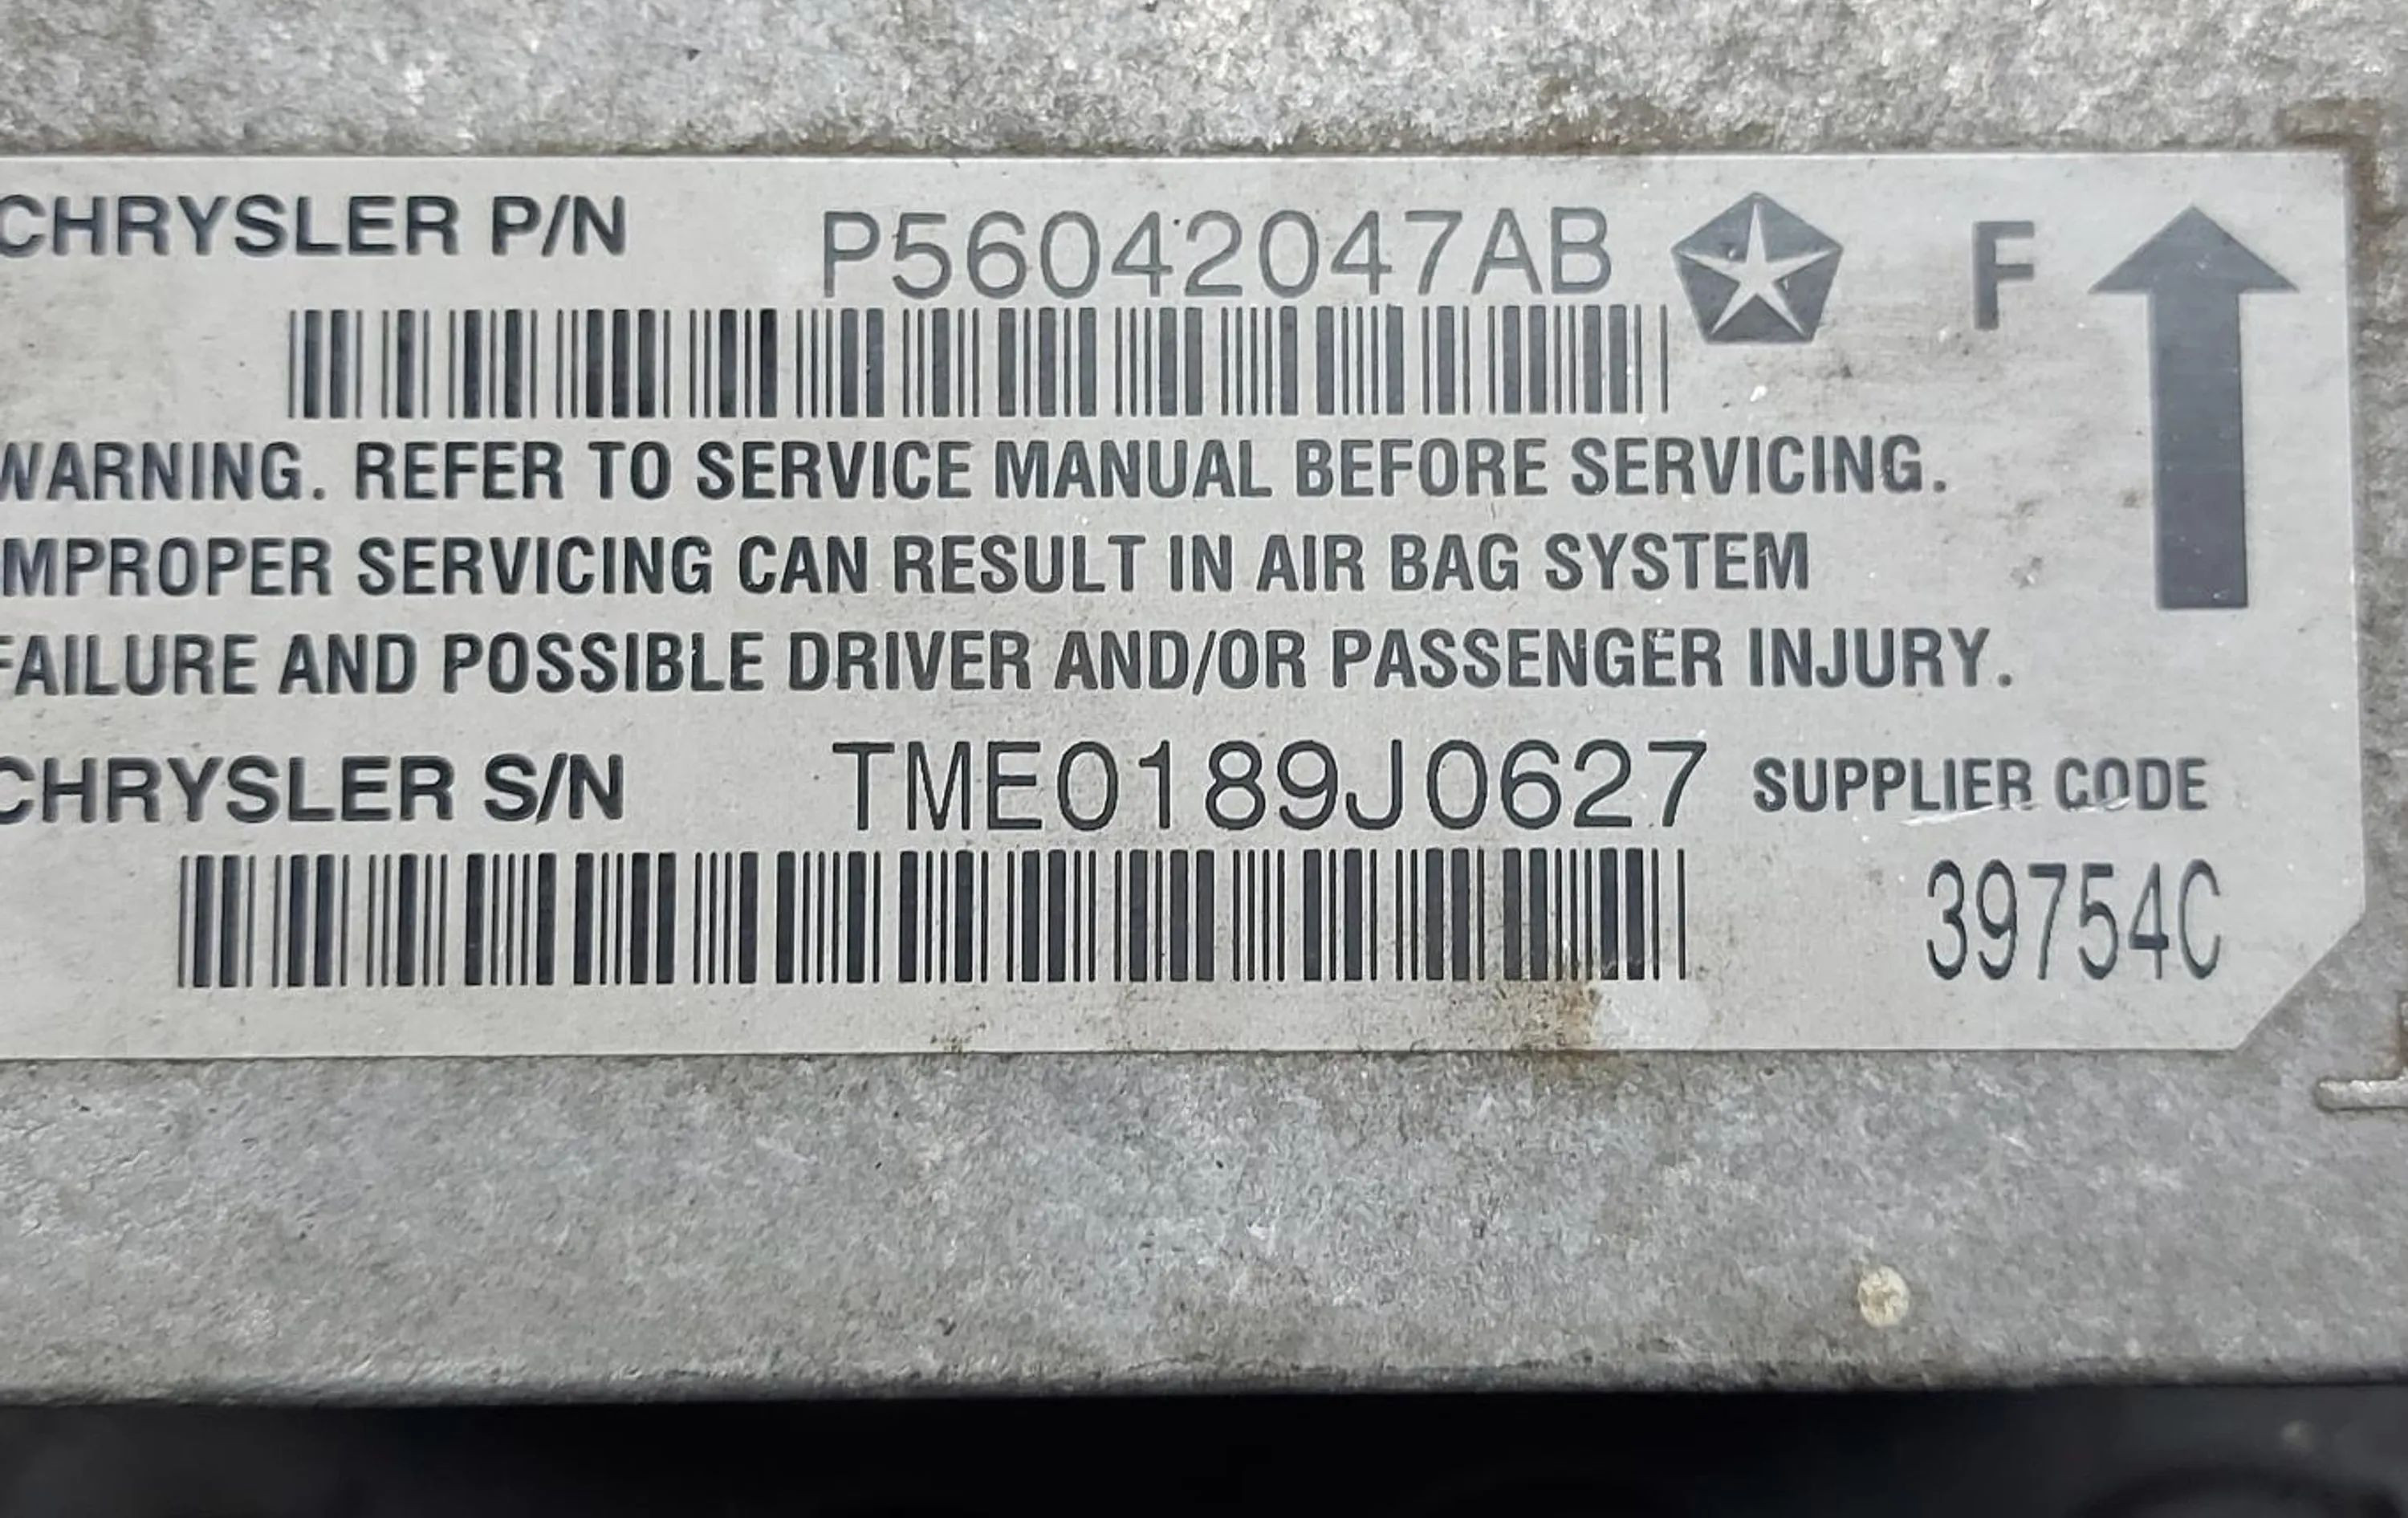 CHRYSLER P/N P56042047AB F
WARNING. REFER TO SERVICE MANUAL BEFORE SERVICING.
IMPROPER SERVICING CAN RESULT IN AIR BAG SYSTEM
FAILURE AND POSSIBLE DRIVER AND/OR PASSENGER INJURY.
CHRYSLER S/N TME0189J0627 SUPPLIER CODE
39754C